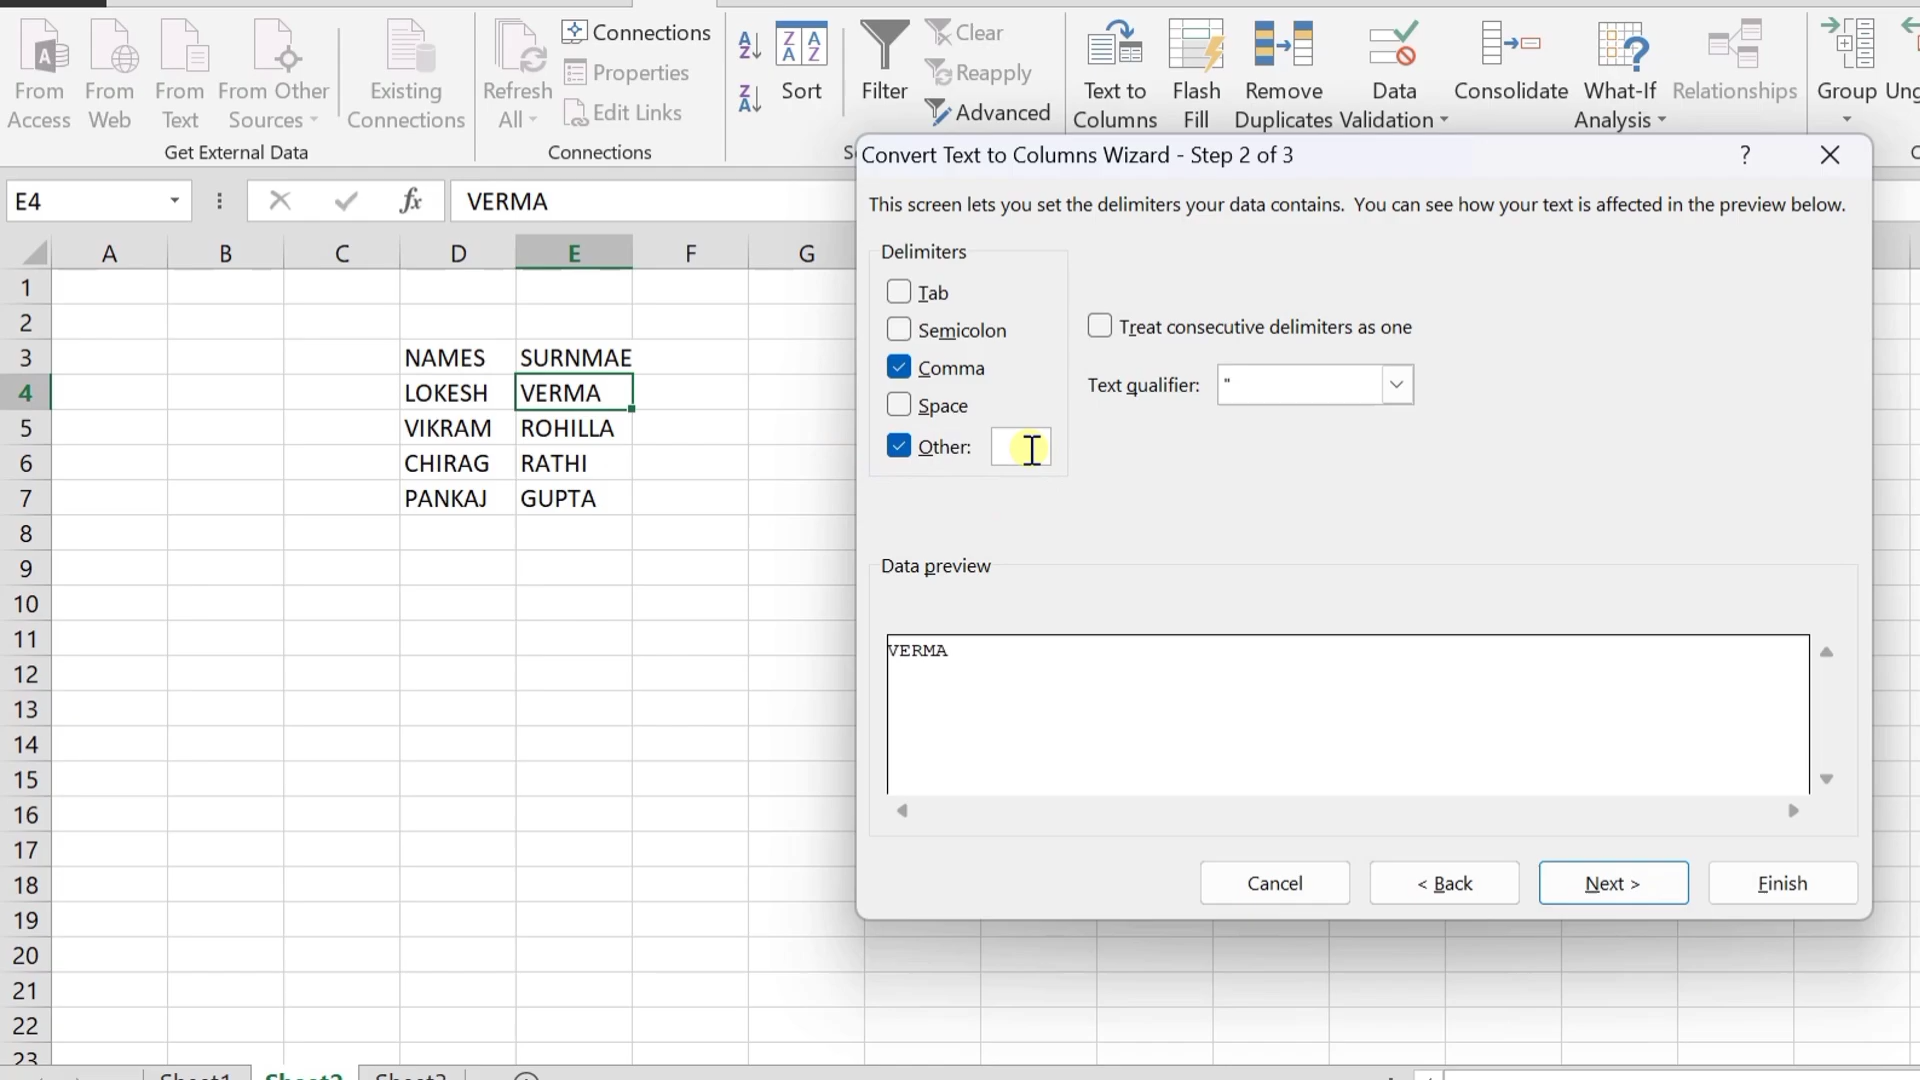 From Access
From Web
From Text
From Other Sources
Existing Connections
Get External Data
Refresh All
Connections
Properties
Edit Links
Connections
Sort
Filter
Clear
Reapply
Advanced
Text to Columns
Flash Fill
Remove Duplicates
Data Validation
Consolidate
What-If Analysis
Relationships
Group
E4
fx
VERMA
A B C D E F G
1
2
3 NAMES SURNMAE
4 LOKESH VERMA
5 VIKRAM ROHILLA
6 CHIRAG RATHI
7 PANKAJ GUPTA
8
9
10
11
12
13
14
15
16
17
18
19
20
21
22
23
Convert Text to Columns Wizard - Step 2 of 3
?
This screen lets you set the delimiters your data contains. You can see how your text is affected in the preview below.
Delimiters
Tab
Semicolon
Comma
Space
Other:
Treat consecutive delimiters as one
Text qualifier: "
Data preview
VERMA
Cancel
< Back
Next >
Finish
Sheet1 Sheet2 Sheet3